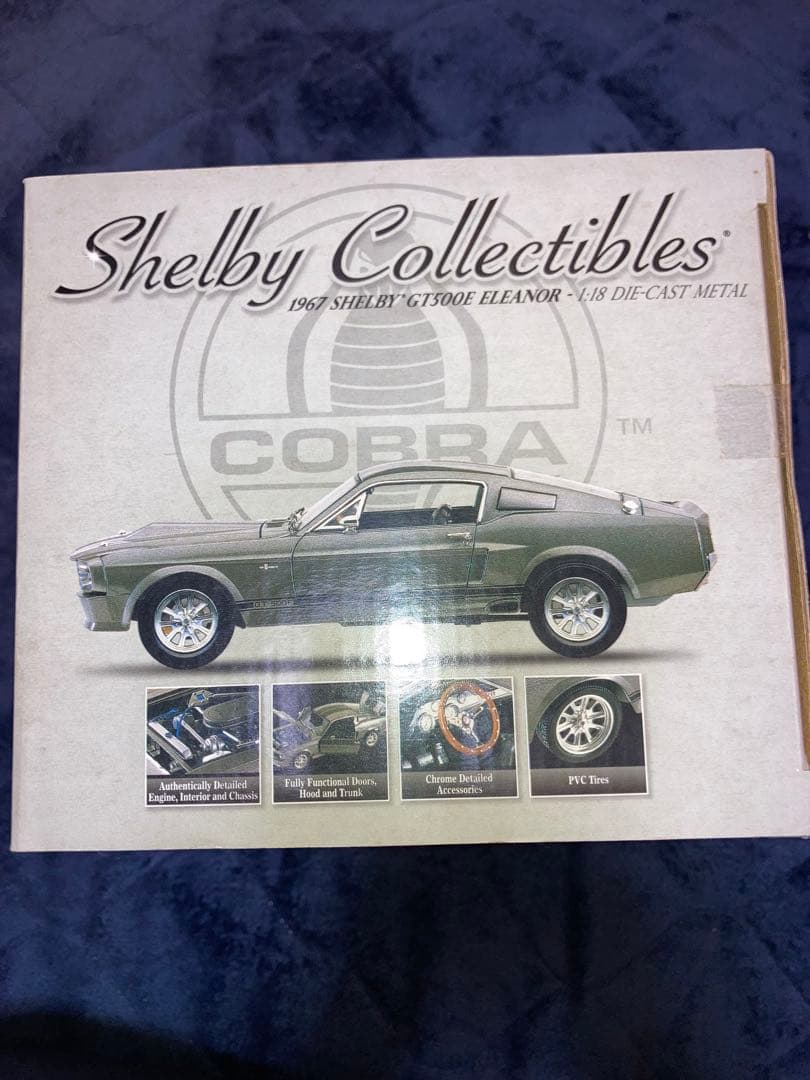 Shelby Collectibles®
1967 SHELBY® GT500E ELEANOR - 1:18 DIE-CAST METAL
COBRA TM
Authentically Detailed
Engine, Interior and Chassis
Fully Functional Doors,
Hood and Trunk
Chrome Detailed
Accessories
PVC Tires